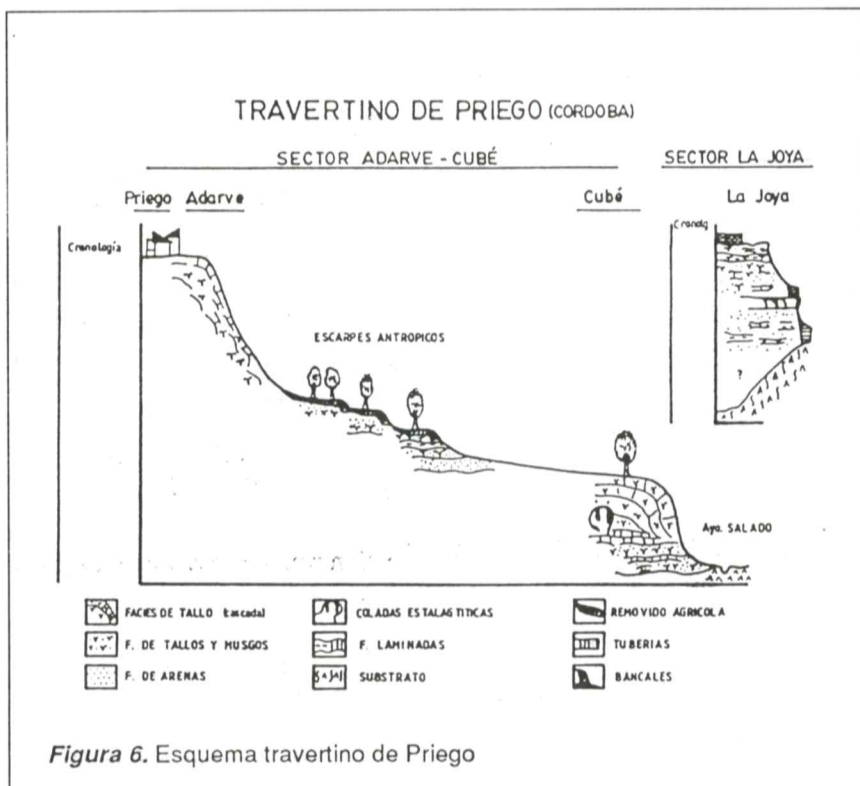 TRAVERTINO DE PRIEGO (CORDOBA)
SECTOR ADARVE - CUBÉ
SECTOR LA JOYA
Priego Adarve
Cubé
La Joya
Cronología
Cronolg
ESCARPES ANTROPICOS
?
Ayo. SALADO
FACIES DE TALLO (cascada)
COLADAS ESTALAGTITICAS
REMOVIDO AGRICOLA
F. DE TALLOS Y MUSGOS
F. LAMINADAS
TUBERIAS
F. DE ARENAS
SUBSTRATO
BANCALES
Figura 6. Esquema travertino de Priego